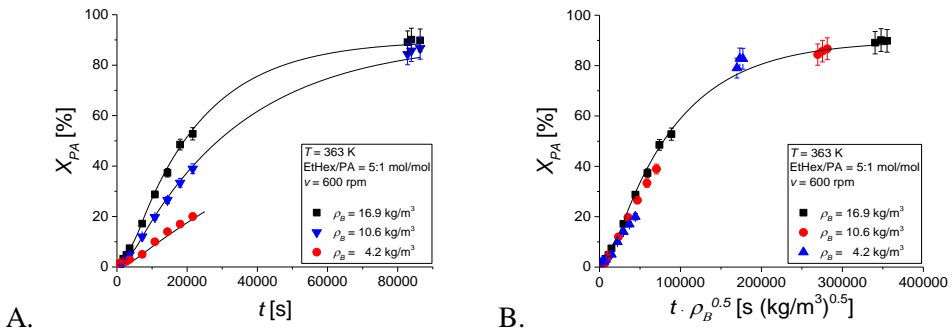 100
80
60
40
20
0
X_PA [%]
T = 363 K
EtHex/PA = 5:1 mol/mol
ν = 600 rpm
ρ_B = 16.9 kg/m³
ρ_B = 10.6 kg/m³
ρ_B = 4.2 kg/m³
0 20000 40000 60000 80000
t [s]
A.
100
80
60
40
20
0
X_PA [%]
T = 363 K
EtHex/PA = 5:1 mol/mol
ν = 600 rpm
ρ_B = 16.9 kg/m³
ρ_B = 10.6 kg/m³
ρ_B = 4.2 kg/m³
0 100000 200000 300000 400000
t · ρ_B^0.5 [s (kg/m³)^0.5]
B.